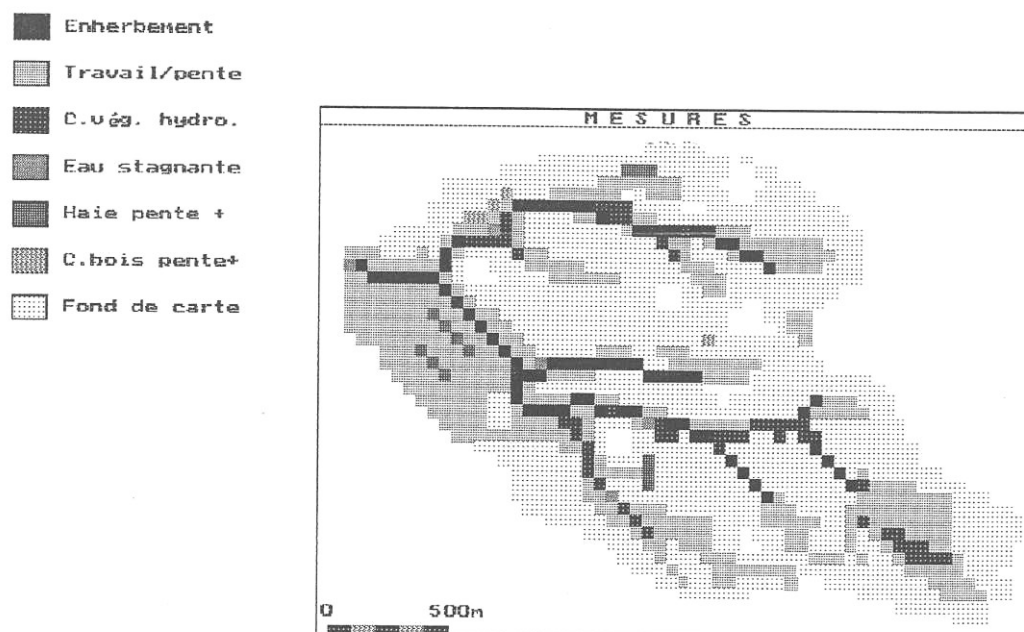 Enherbement
Travail/pente
C.vég. hydro.
Eau stagnante
Haie pente +
C.bois pente+
Fond de carte
MESURES
0 500m